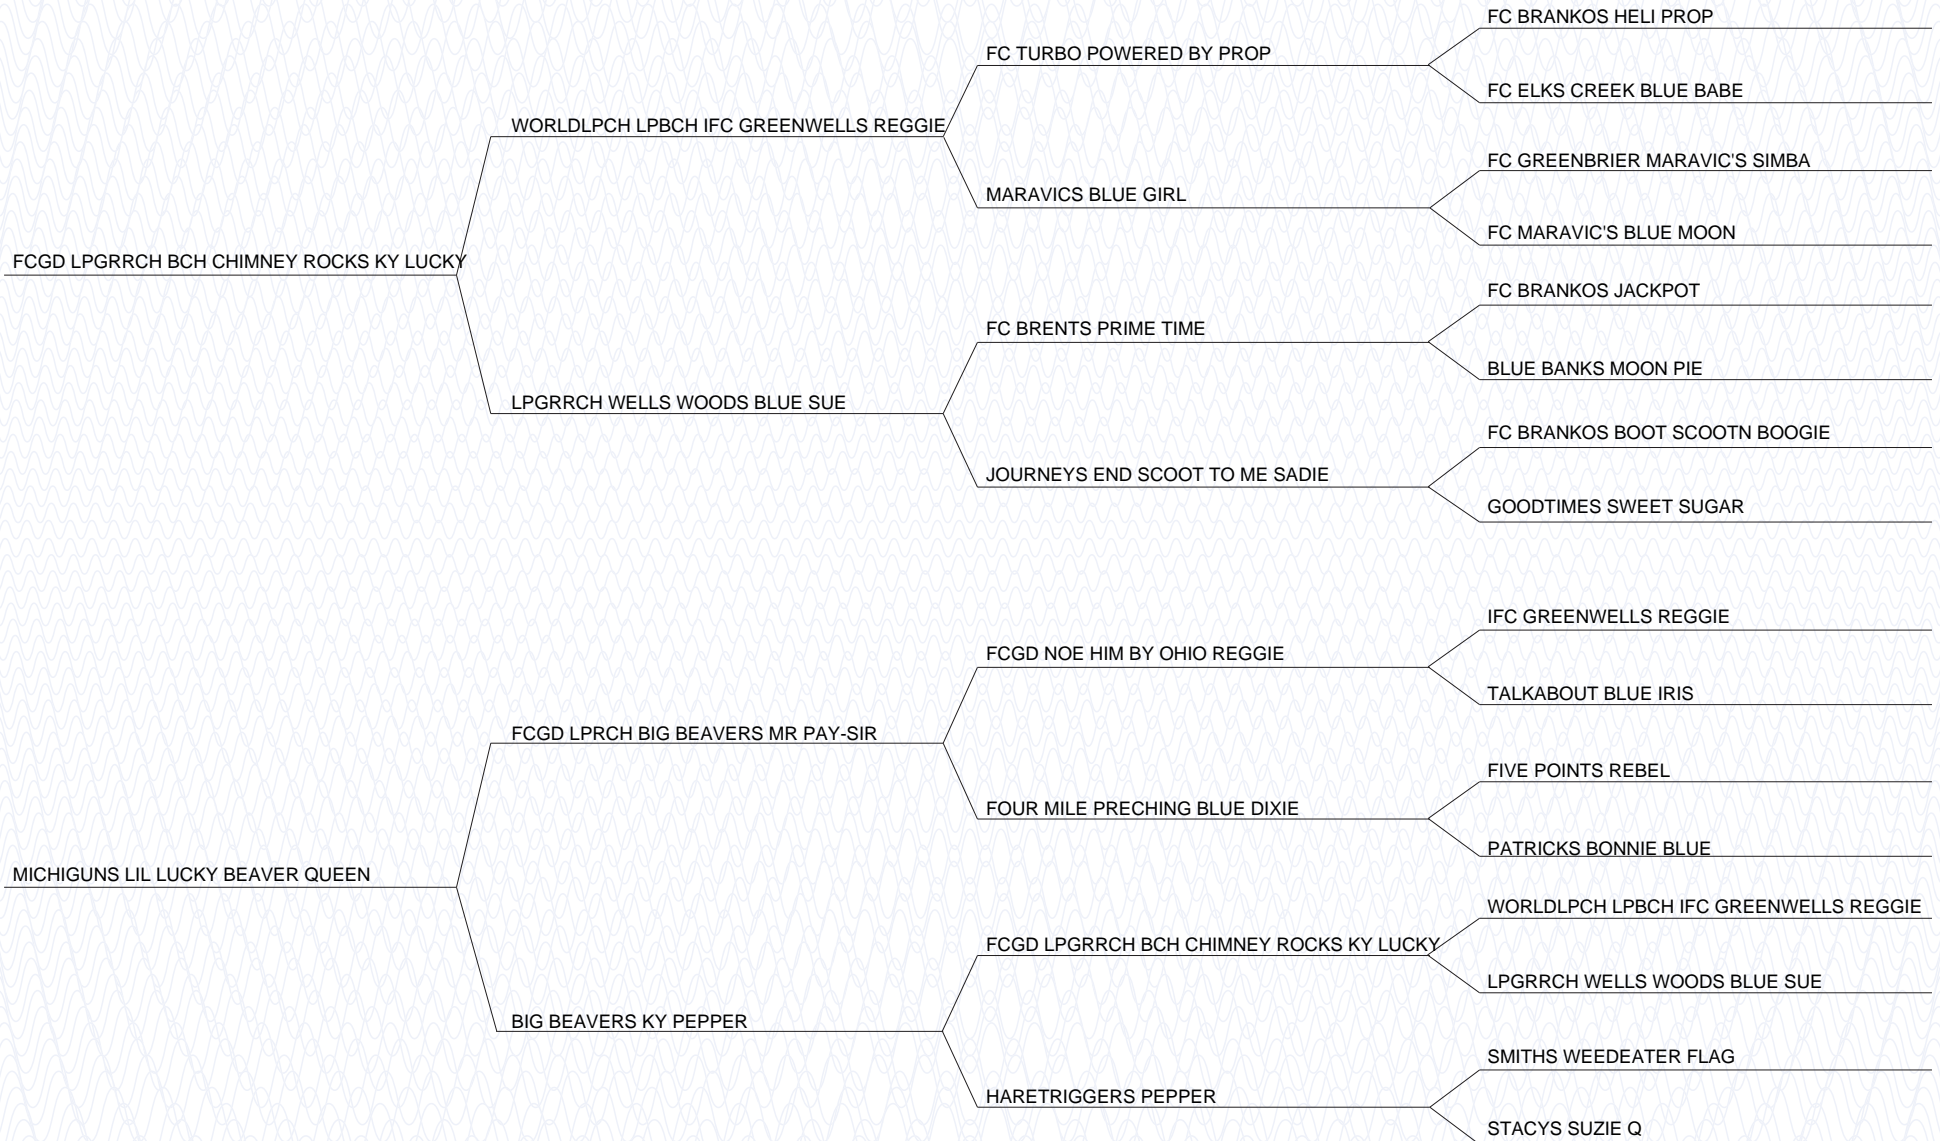 FC BRANKOS HELI PROP
FC TURBO POWERED BY PROP
FC ELKS CREEK BLUE BABE
WORLDLPCH LPBCH IFC GREENWELLS REGGIE
FC GREENBRIER MARAVIC'S SIMBA
MARAVICS BLUE GIRL
FC MARAVIC'S BLUE MOON
FCGD LPGRRCH BCH CHIMNEY ROCKS KY LUCKY
FC BRANKOS JACKPOT
FC BRENTS PRIME TIME
BLUE BANKS MOON PIE
LPGRRCH WELLS WOODS BLUE SUE
FC BRANKOS BOOT SCOOTN BOOGIE
JOURNEYS END SCOOT TO ME SADIE
GOODTIMES SWEET SUGAR
IFC GREENWELLS REGGIE
FCGD NOE HIM BY OHIO REGGIE
TALKABOUT BLUE IRIS
FCGD LPRCH BIG BEAVERS MR PAY-SIR
FIVE POINTS REBEL
FOUR MILE PRECHING BLUE DIXIE
PATRICKS BONNIE BLUE
MICHIGUNS LIL LUCKY BEAVER QUEEN
WORLDLPCH LPBCH IFC GREENWELLS REGGIE
FCGD LPGRRCH BCH CHIMNEY ROCKS KY LUCKY
LPGRRCH WELLS WOODS BLUE SUE
BIG BEAVERS KY PEPPER
SMITHS WEEDEATER FLAG
HARETRIGGERS PEPPER
STACYS SUZIE Q